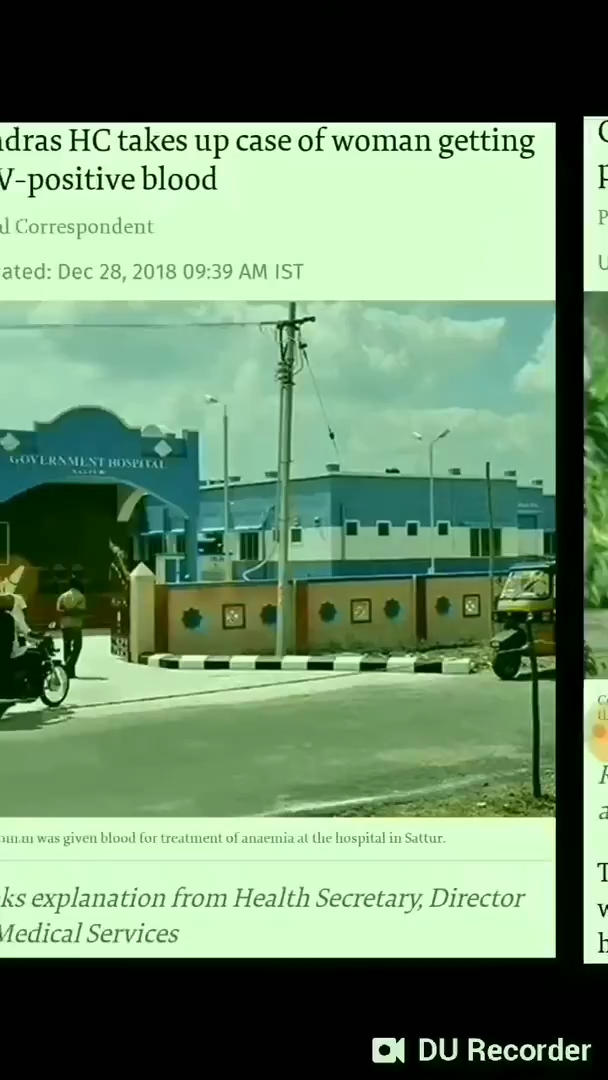 dras HC takes up case of woman getting
V-positive blood
Correspondent
ated: Dec 28, 2018 09:39 AM IST
GOVERNMENT HOSPITAL
was given blood for treatment of anaemia at the hospital in Sattur.
ks explanation from Health Secretary, Director
Medical Services
DU Recorder